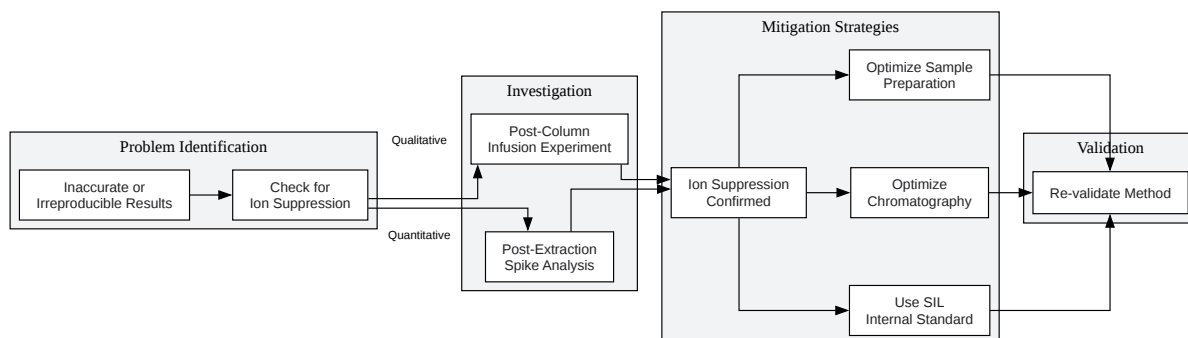 Problem Identification
Inaccurate or
Irreproducible Results
Check for
Ion Suppression
Qualitative
Quantitative
Investigation
Post-Column
Infusion Experiment
Post-Extraction
Spike Analysis
Mitigation Strategies
Ion Suppression
Confirmed
Optimize Sample
Preparation
Optimize
Chromatography
Use SIL
Internal Standard
Validation
Re-validate Method